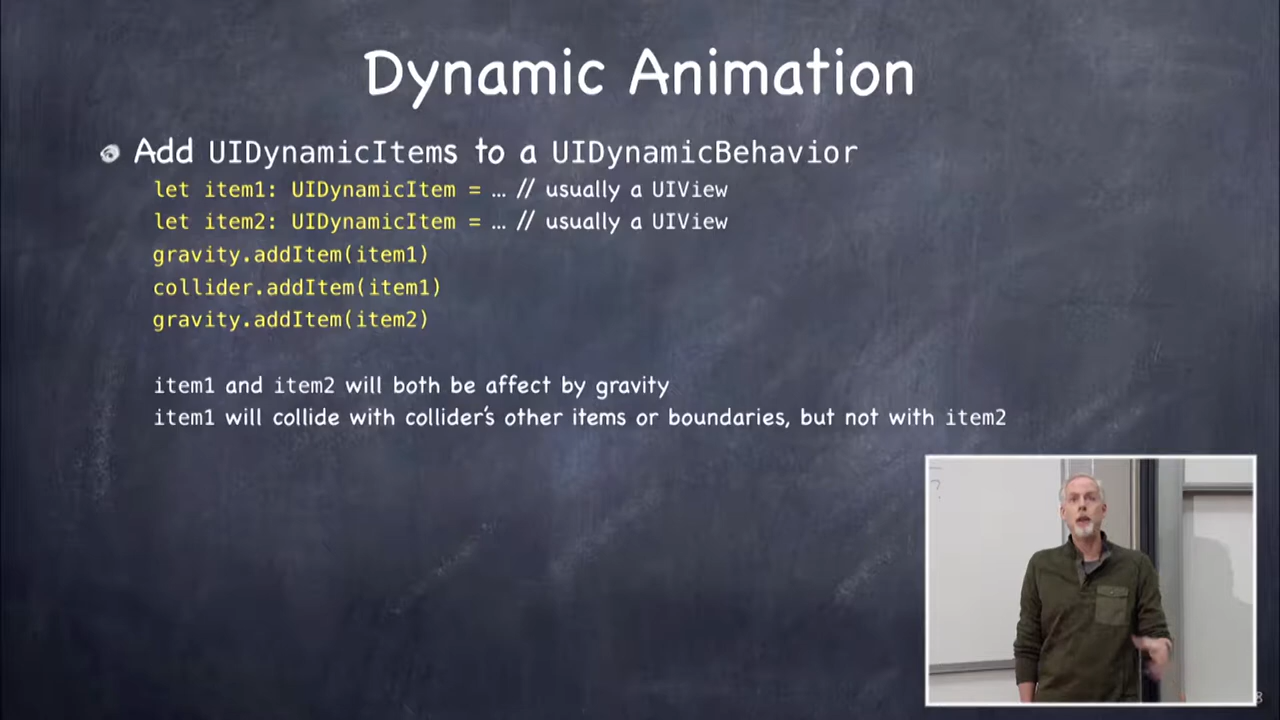 Dynamic Animation
Add UIDynamicItems to a UIDynamicBehavior
let item1: UIDynamicItem = … // usually a UIView
let item2: UIDynamicItem = … // usually a UIView
gravity.addItem(item1)
collider.addItem(item1)
gravity.addItem(item2)
item1 and item2 will both be affect by gravity
item1 will collide with collider's other items or boundaries, but not with item2
?
8